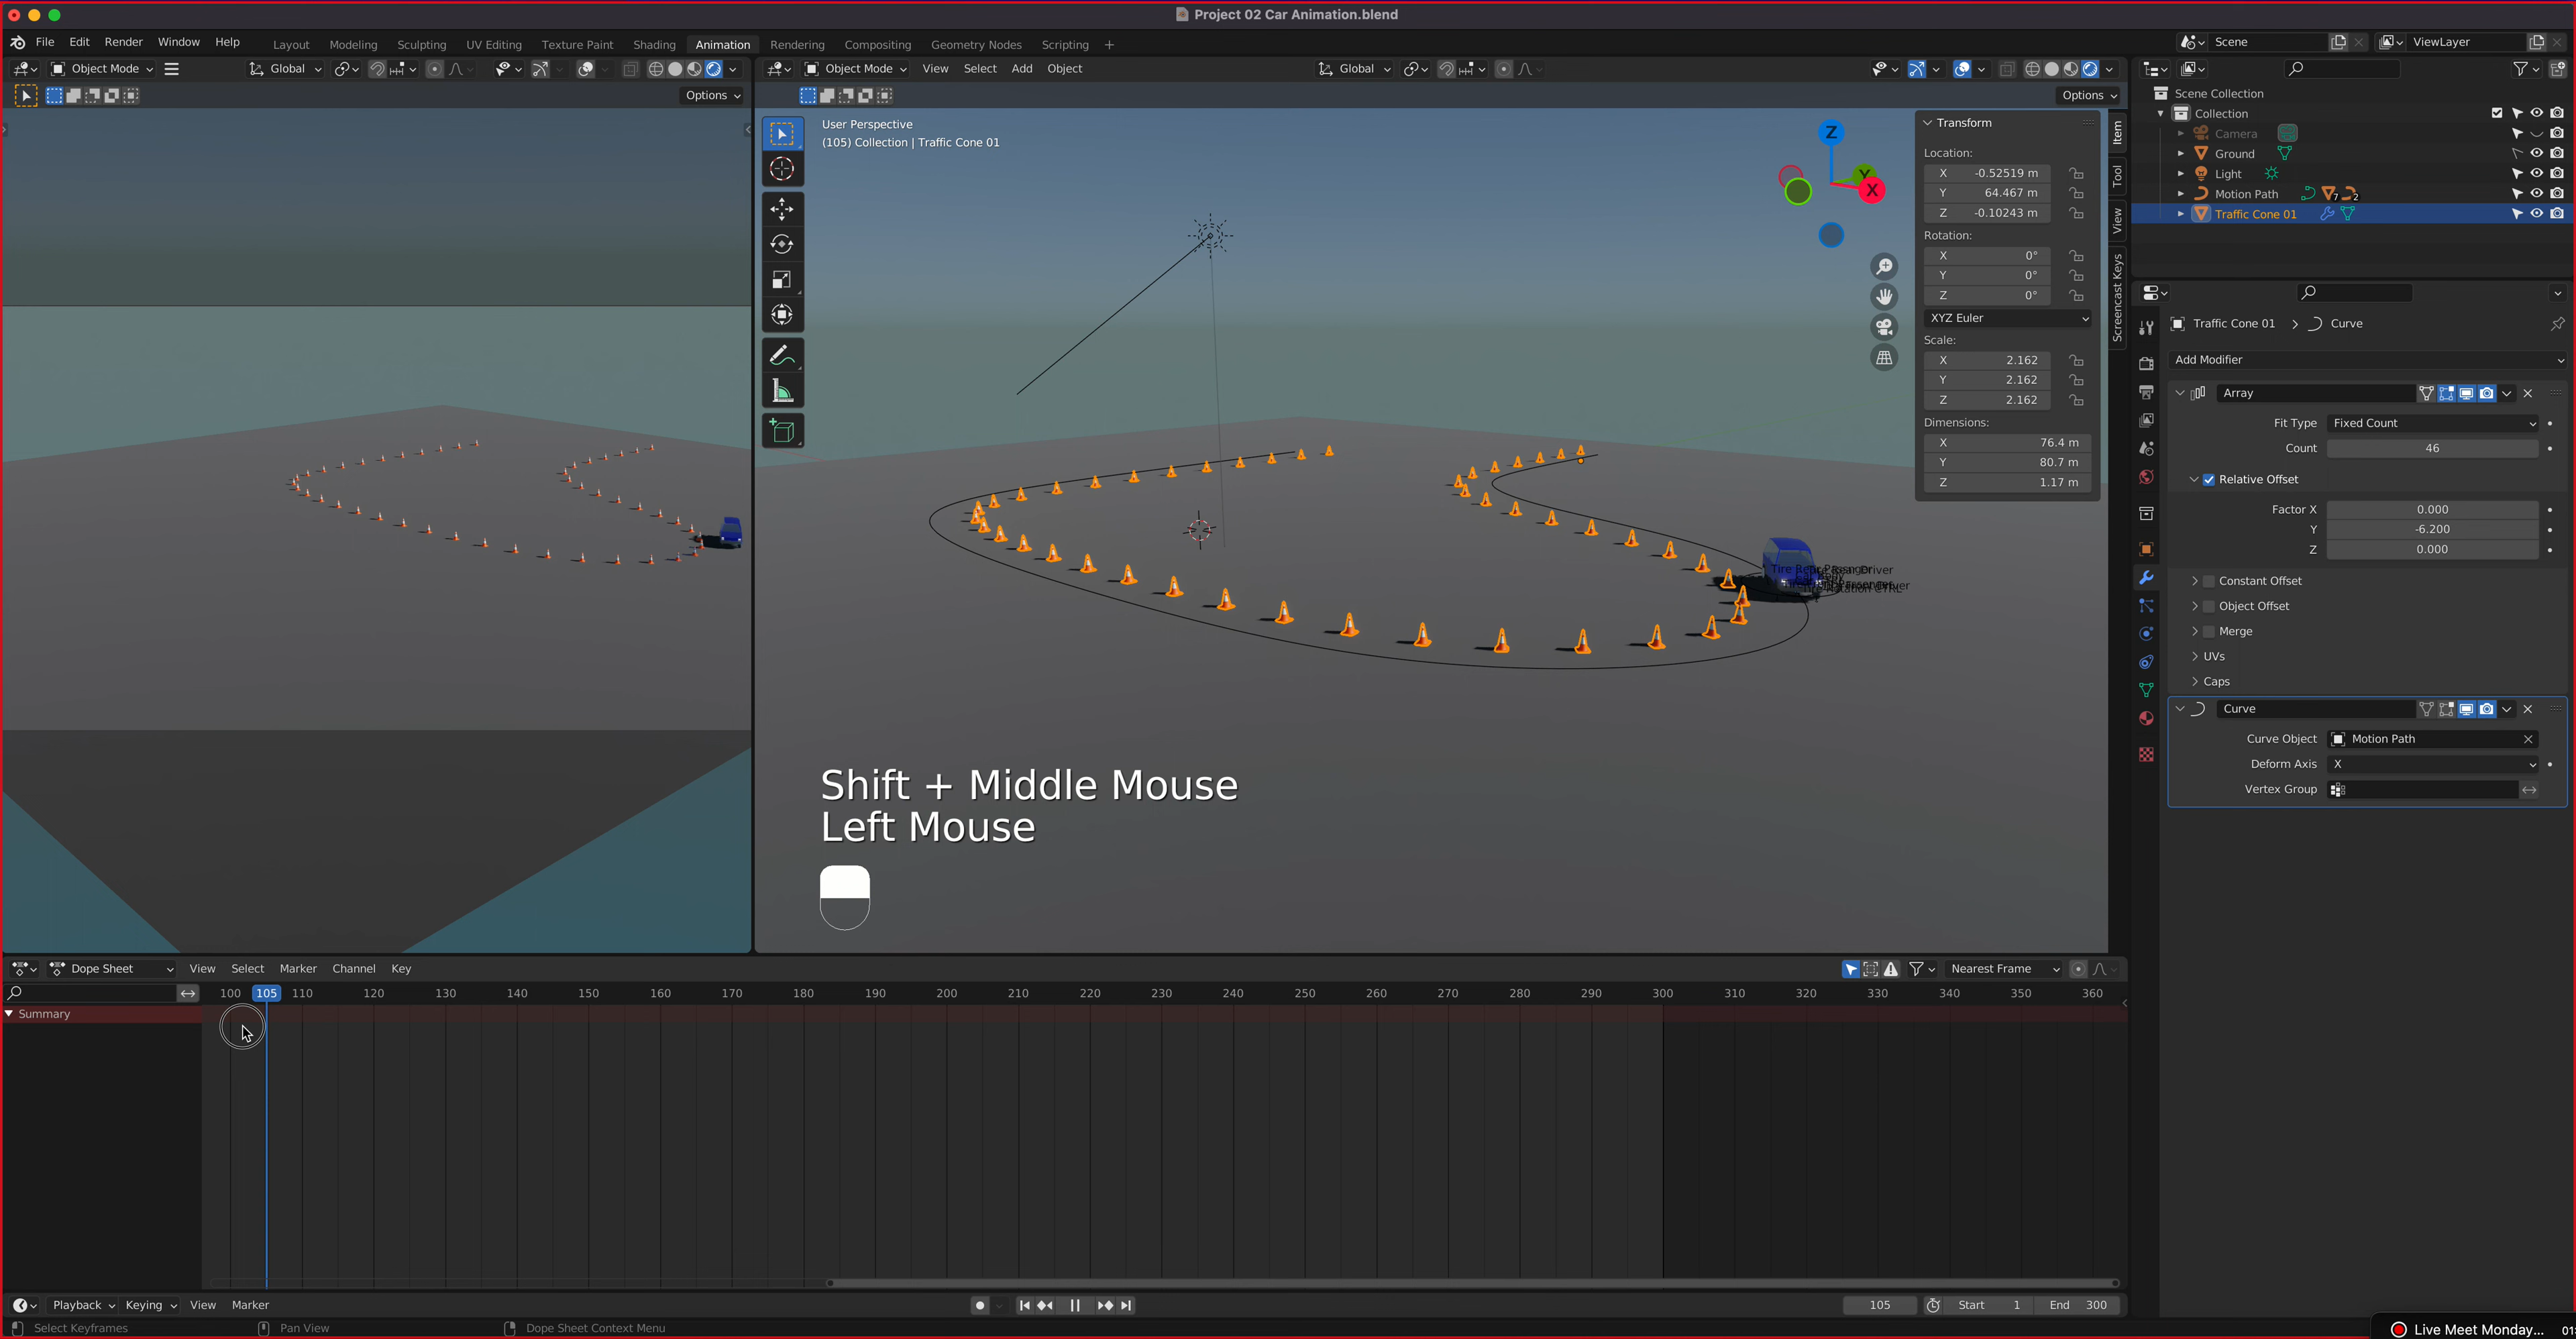 Project 02 Car Animation.blend
File Edit Render Window Help Layout Modeling Sculpting UV Editing Texture Paint Shading Animation Rendering Compositing Geometry Nodes Scripting + Scene ViewLayer
Object Mode Global Object Mode View Select Add Object Global
Options Options
User Perspective
(105) Collection | Traffic Cone 01
Z
Y
X
Transform
Location:
X -0.52519 m
Y 64.467 m
Z -0.10243 m
Rotation:
X 0°
Y 0°
Z 0°
XYZ Euler
Scale:
X 2.162
Y 2.162
Z 2.162
Dimensions:
X 76.4 m
Y 80.7 m
Z 1.17 m
Item
Tool
View
Screencast Keys
Scene Collection
Collection
Camera
Ground
Light
Motion Path 7 2
Traffic Cone 01
Traffic Cone 01 > Curve
Add Modifier
Array
Fit Type Fixed Count
Count 46
Relative Offset
Factor X 0.000
Y -6.200
Z 0.000
Constant Offset
Object Offset
Merge
UVs
Caps
Curve
Curve Object Motion Path
Deform Axis X
Vertex Group
Shift + Middle Mouse
Left Mouse
Dope Sheet View Select Marker Channel Key Nearest Frame
100 105 110 120 130 140 150 160 170 180 190 200 210 220 230 240 250 260 270 280 290 300 310 320 330 340 350 360
Summary
Playback Keying View Marker 105 Start 1 End 300
Select Keyframes Pan View Dope Sheet Context Menu
Live Meet Monday...